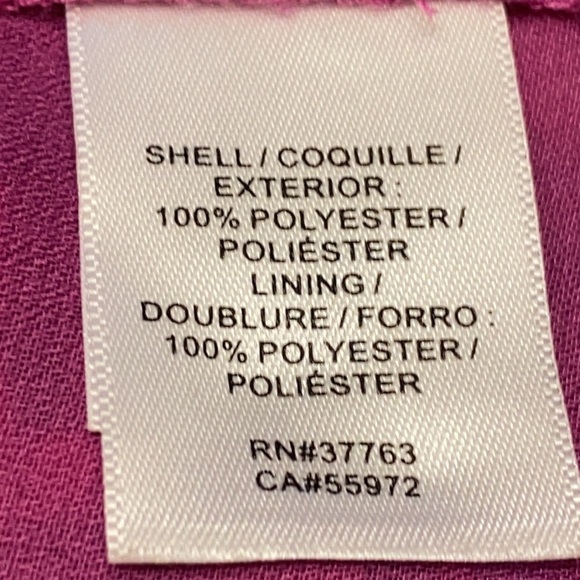 SHELL / COQUILLE /
EXTERIOR :
100% POLYESTER /
POLIÉSTER
LINING /
DOUBLURE / FORRO :
100% POLYESTER /
POLIÉSTER
RN#37763
CA#55972